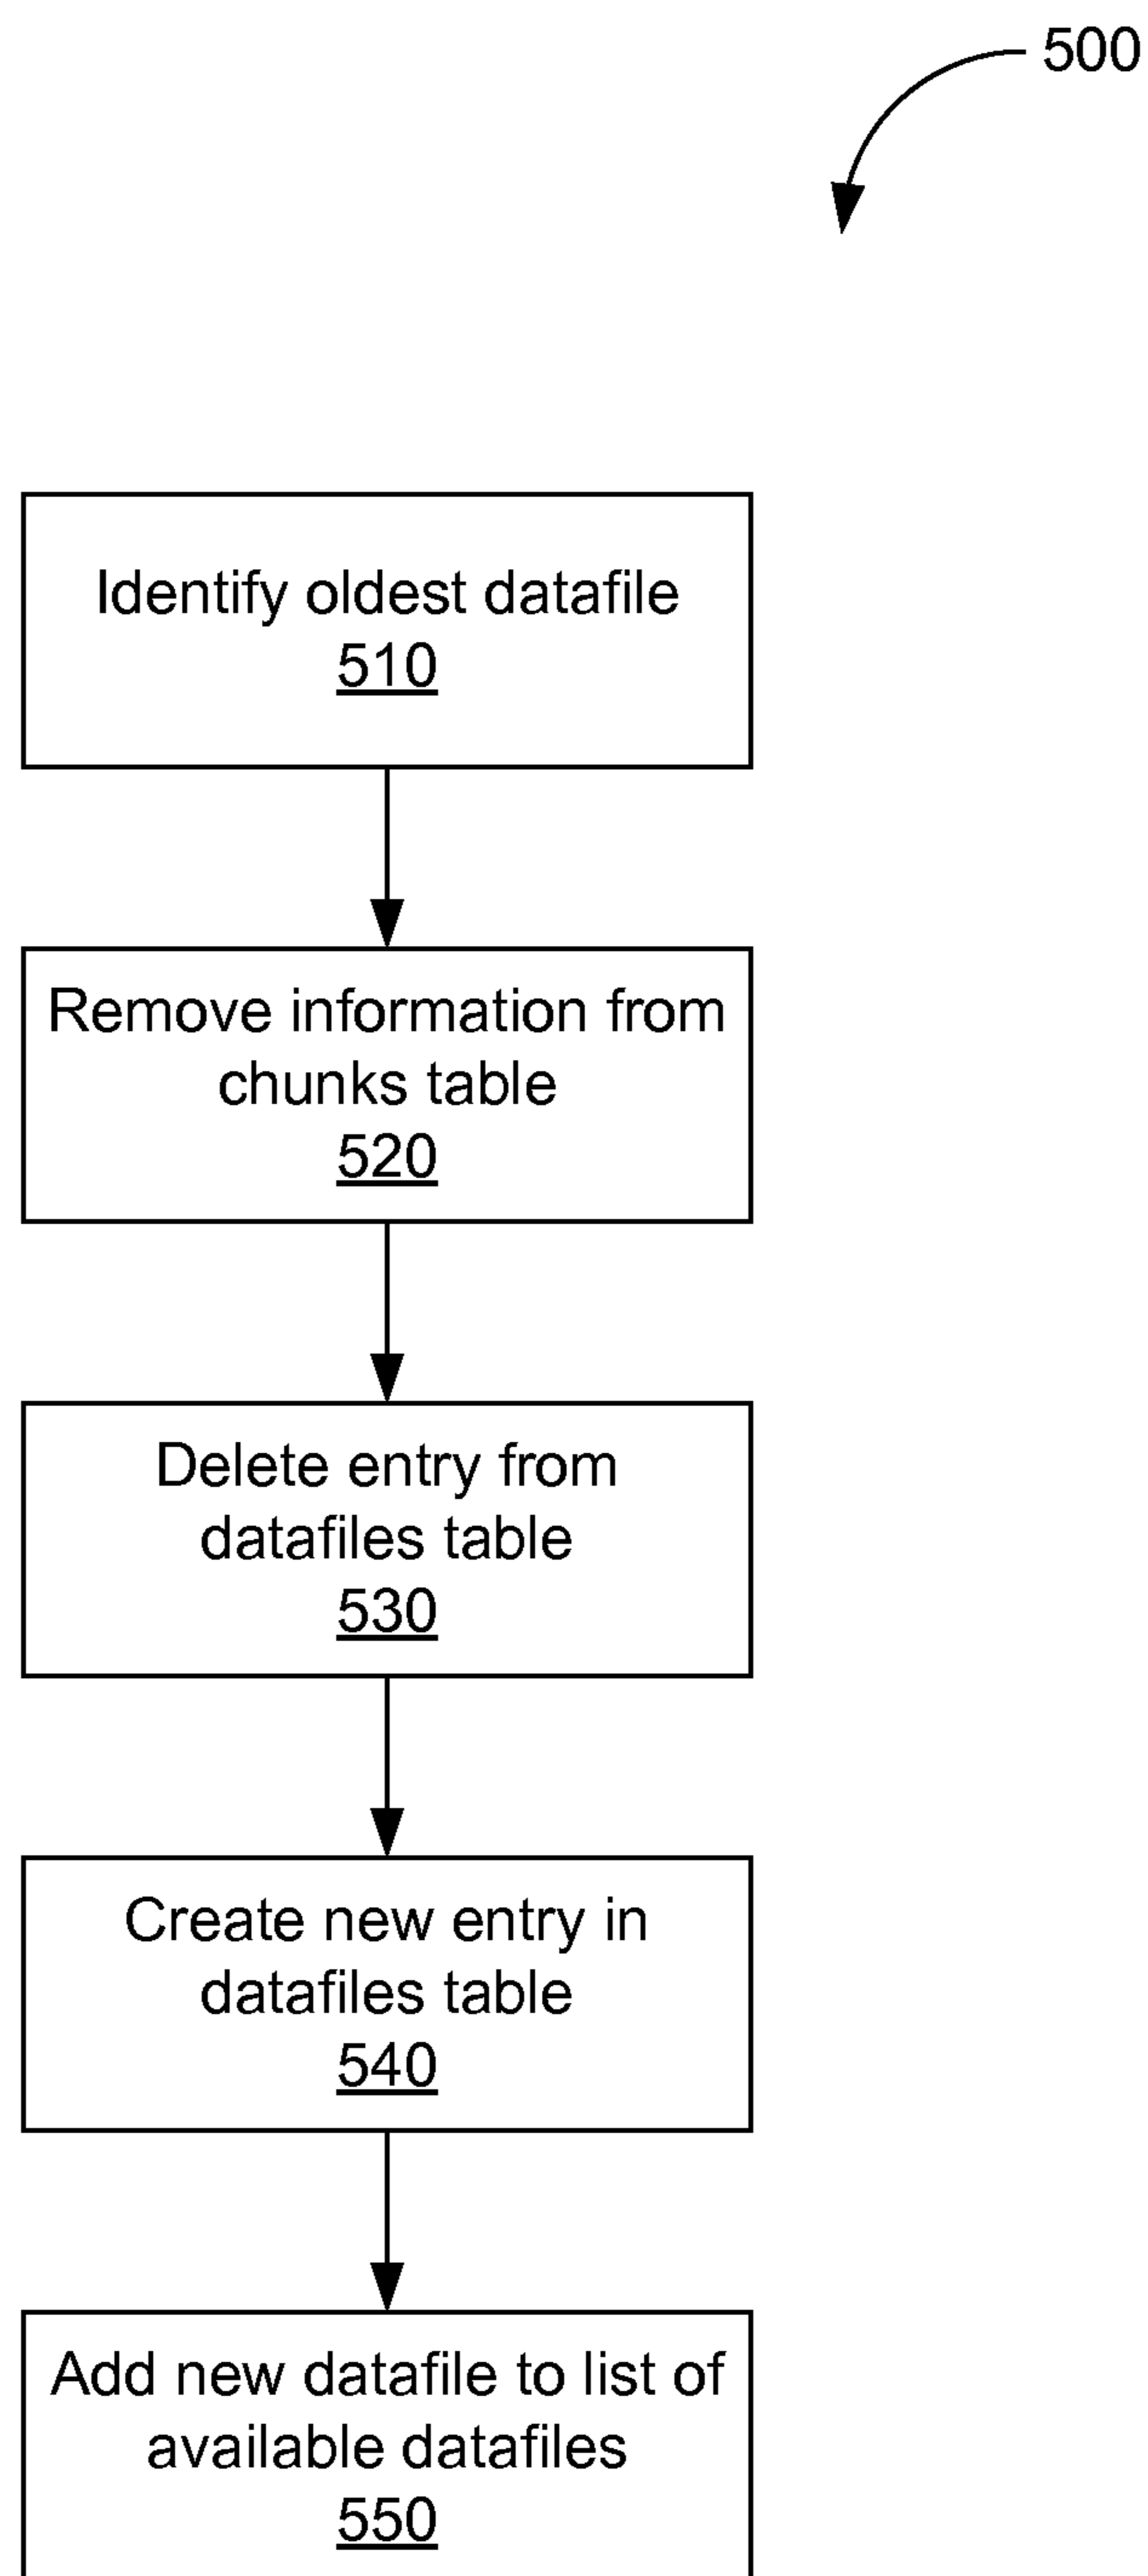 500
Identify oldest datafile
510
Remove information from
chunks table
520
Delete entry from
datafiles table
530
Create new entry in
datafiles table
540
Add new datafile to list of
available datafiles
550